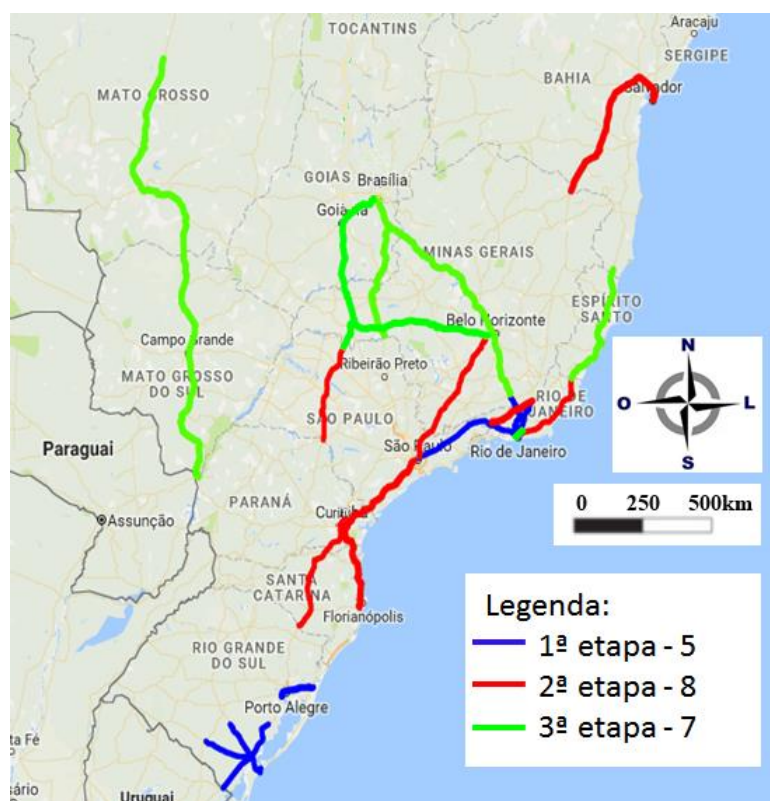 TOCANTINS
Aracaju
SERGIPE
BAHIA
Salvador
MATO GROSSO
GOIÁS
Brasília
Goiânia
MINAS GERAIS
ESPÍRITO
SANTO
Belo Horizonte
Campo Grande
MATO GROSSO
DO SUL
Ribeirão Preto
RIO DE
JANEIRO
SÃO PAULO
São Paulo
Rio de Janeiro
Paraguai
Assunção
PARANÁ
Curitiba
SANTA
CATARINA
Florianópolis
RIO GRANDE
DO SUL
Porto Alegre
ta Fé
sário
Uruguai
N
O L
S
0 250 500km
Legenda:
1ª etapa - 5
2ª etapa - 8
3ª etapa - 7